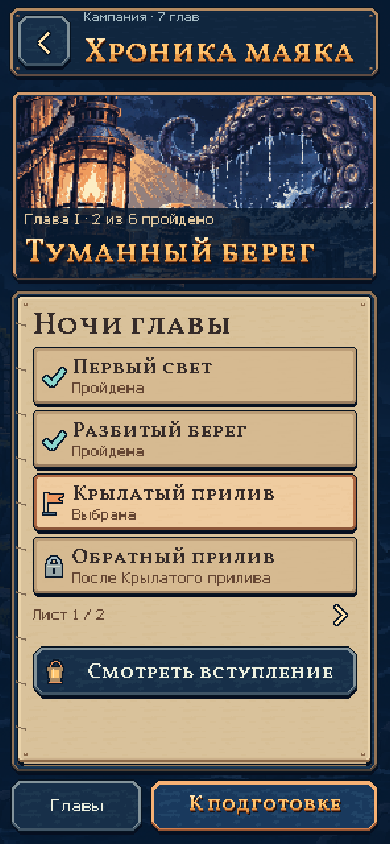 Кампания · 7 глав
Хроника маяка
Глава I · 2 из 6 пройдено
Туманный берег
Ночи главы
Первый свет
Пройдена
Разбитый берег
Пройдена
Крылатый прилив
Выбрана
Обратный прилив
После Крылатого прилива
Лист 1 / 2
Смотреть вступление
Главы
К подготовке